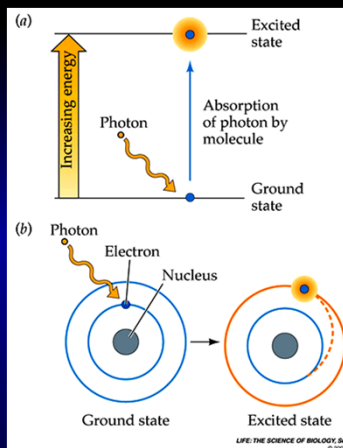 (a)
Excited
state
Increasing energy
Photon
Absorption
of photon by
molecule
Ground
state
(b)
Photon
Electron
Nucleus
Ground state
Excited state
LIFE: THE SCIENCE OF BIOLOGY,